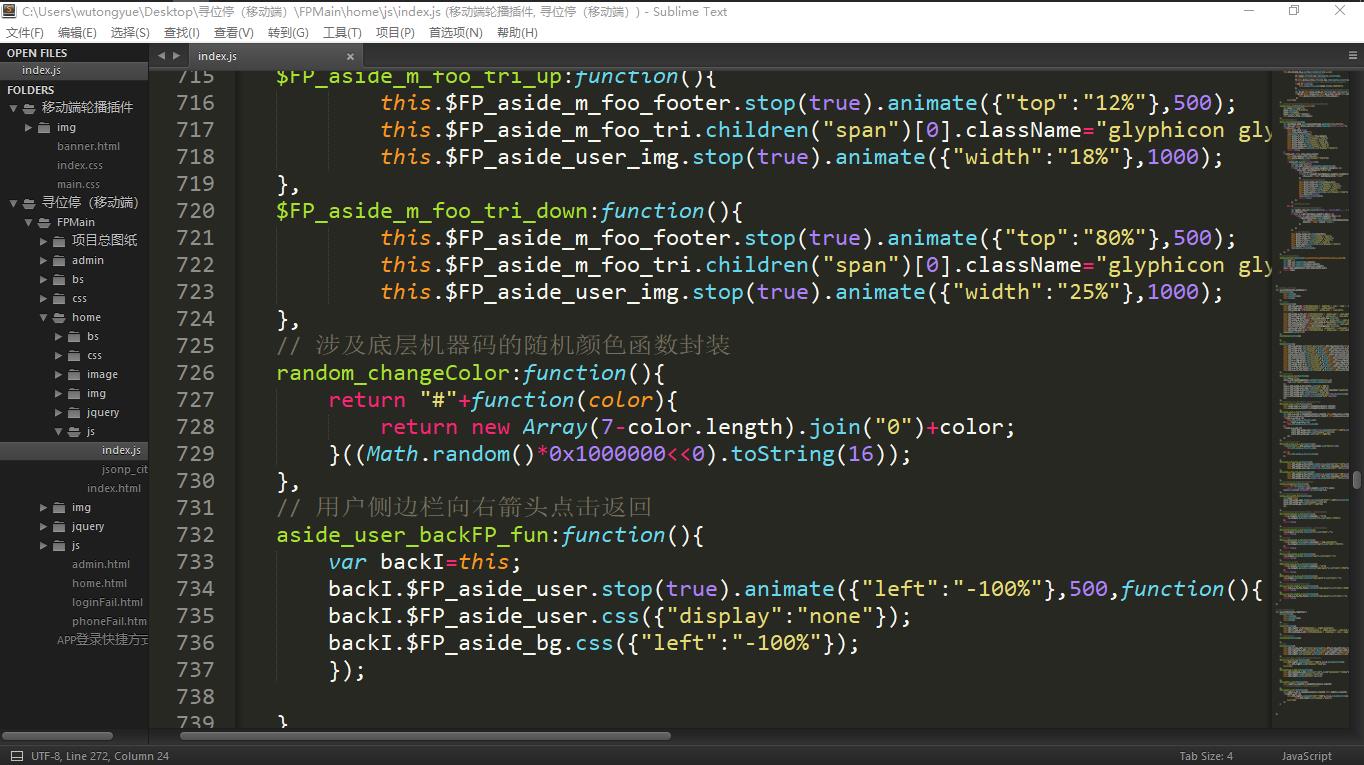 C:\Users\wutongyue\Desktop\寻位停（移动端）\FPMain\home\js\index.js (移动端轮播插件, 寻位停（移动端）) - Sublime Text
文件(F) 编辑(E) 选择(S) 查找(I) 查看(V) 转到(G) 工具(T) 项目(P) 首选项(N) 帮助(H)
OPEN FILES
index.js
FOLDERS
移动端轮播插件
img
banner.html
index.css
main.css
寻位停（移动端）
FPMain
项目总图纸
admin
bs
css
home
bs
css
image
img
jquery
js
index.js
jsonp_cit
index.html
img
jquery
js
admin.html
home.html
loginFail.html
phoneFail.htm
APP登录快捷方式
index.js
715 $FP_aside_m_foo_tri_up:function(){
716 this.$FP_aside_m_foo_footer.stop(true).animate({"top":"12%"},500);
717 this.$FP_aside_m_foo_tri.children("span")[0].className="glyphicon gly
718 this.$FP_aside_user_img.stop(true).animate({"width":"18%"},1000);
719 },
720 $FP_aside_m_foo_tri_down:function(){
721 this.$FP_aside_m_foo_footer.stop(true).animate({"top":"80%"},500);
722 this.$FP_aside_m_foo_tri.children("span")[0].className="glyphicon gly
723 this.$FP_aside_user_img.stop(true).animate({"width":"25%"},1000);
724 },
725 // 涉及底层机器码的随机颜色函数封装
726 random_changeColor:function(){
727 return "#"+function(color){
728 return new Array(7-color.length).join("0")+color;
729 }((Math.random()*0x1000000<<0).toString(16));
730 },
731 // 用户侧边栏向右箭头点击返回
732 aside_user_backFP_fun:function(){
733 var backI=this;
734 backI.$FP_aside_user.stop(true).animate({"left":"-100%"},500,function(){
735 backI.$FP_aside_user.css({"display":"none"});
736 backI.$FP_aside_bg.css({"left":"-100%"});
737 });
738
739 }
UTF-8, Line 272, Column 24
Tab Size: 4
JavaScript